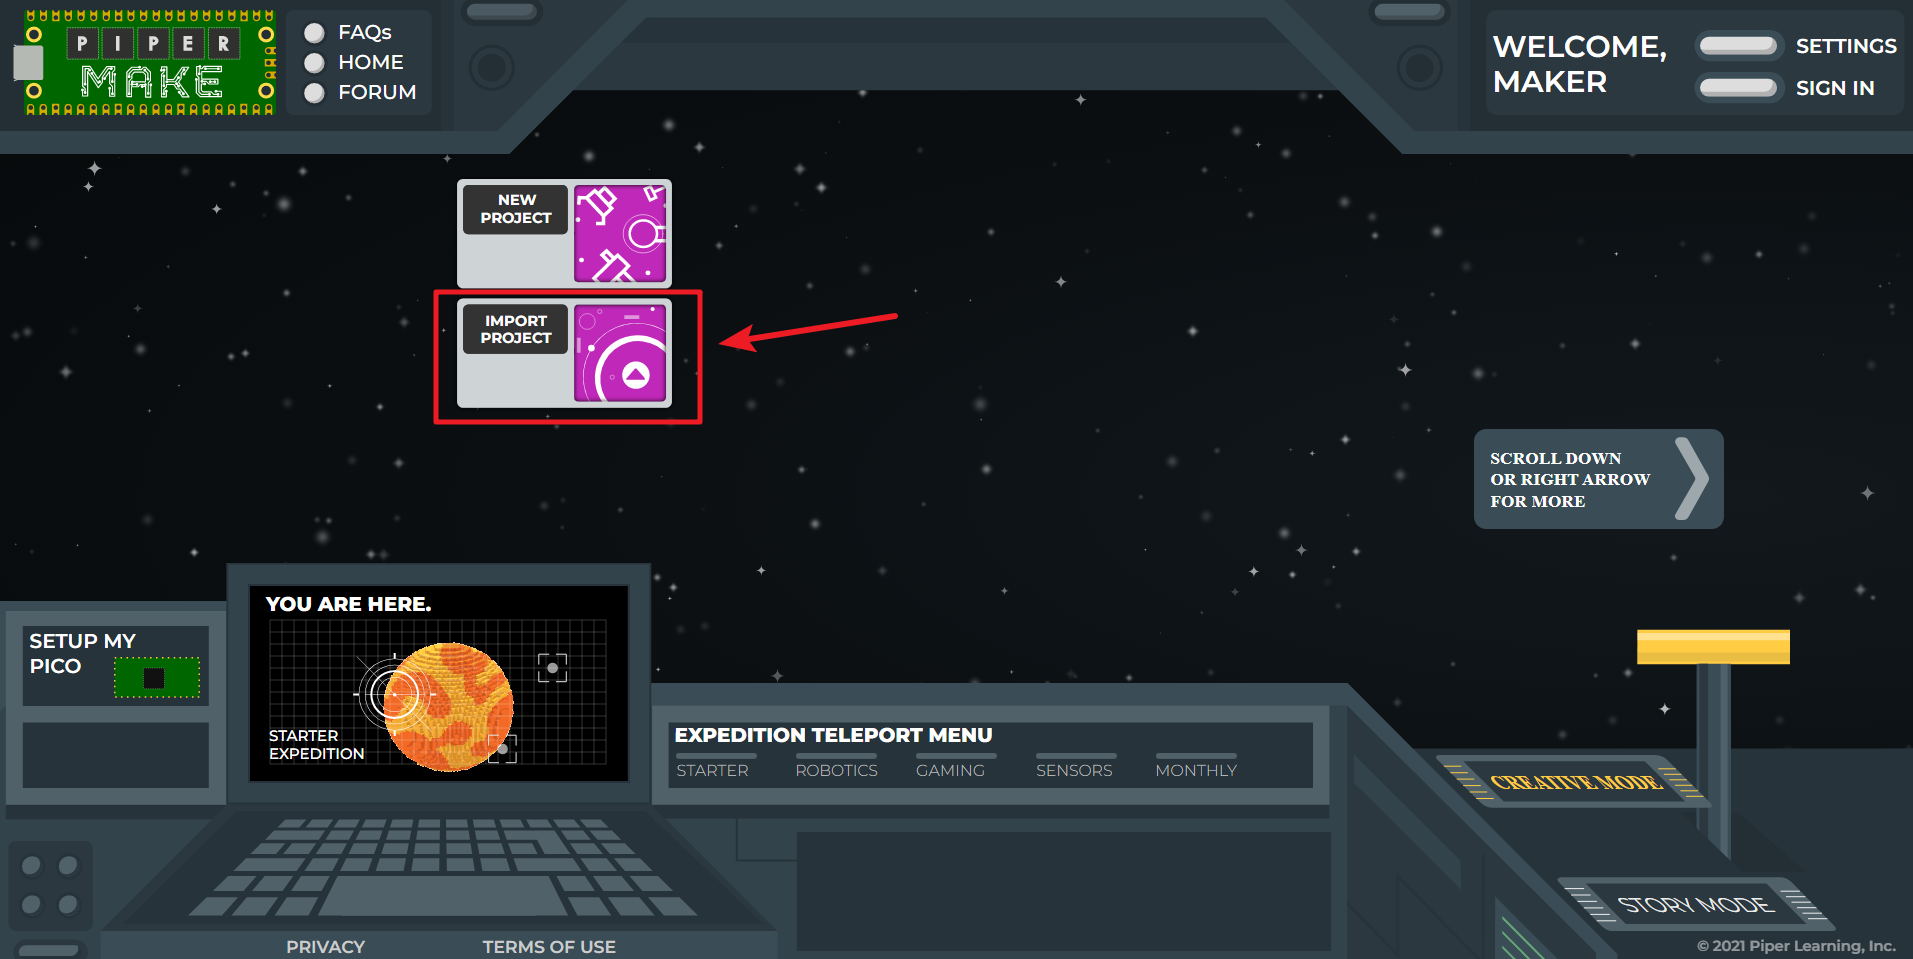 PIPER
MAKE
FAQs
HOME
FORUM
WELCOME,
MAKER
SETTINGS
SIGN IN
NEW
PROJECT
IMPORT
PROJECT
SCROLL DOWN
OR RIGHT ARROW
FOR MORE
SETUP MY
PICO
YOU ARE HERE.
STARTER
EXPEDITION
EXPEDITION TELEPORT MENU
STARTER
ROBOTICS
GAMING
SENSORS
MONTHLY
CREATIVE MODE
STORY MODE
PRIVACY
TERMS OF USE
© 2021 Piper Learning, Inc.